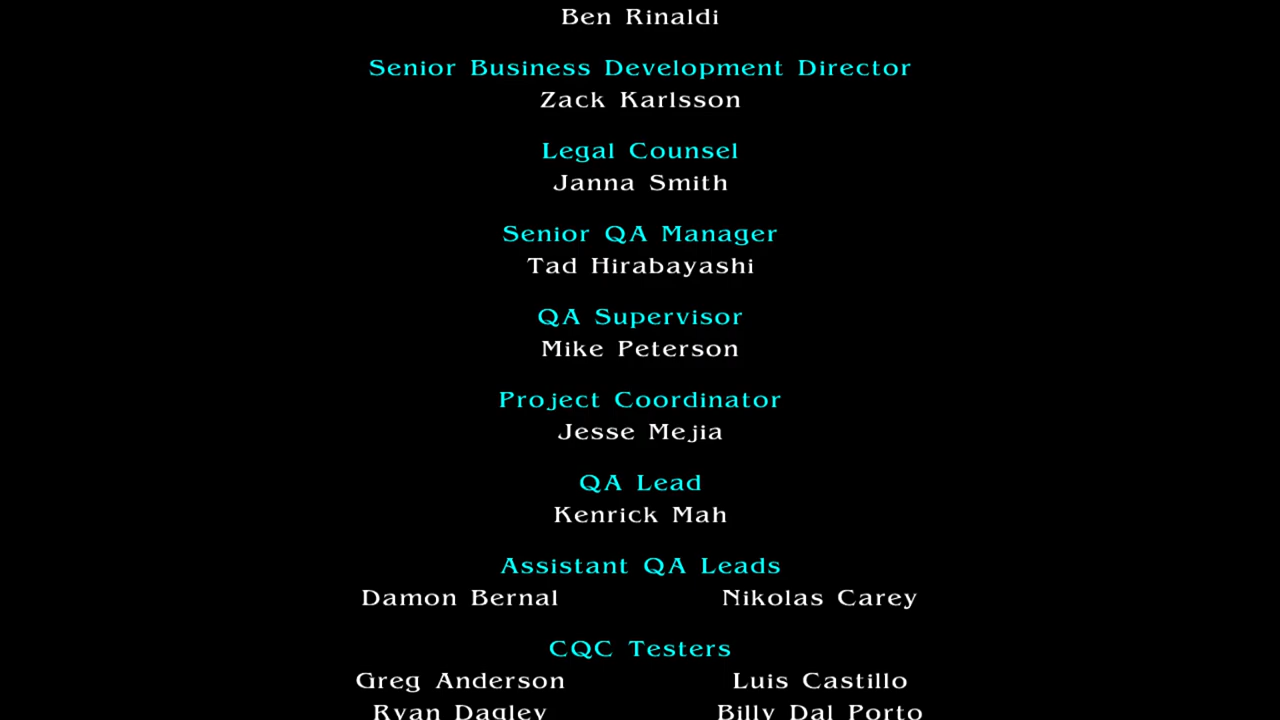 Ben Rinaldi
Senior Business Development Director
Zack Karlsson
Legal Counsel
Janna Smith
Senior QA Manager
Tad Hirabayashi
QA Supervisor
Mike Peterson
Project Coordinator
Jesse Mejia
QA Lead
Kenrick Mah
Assistant QA Leads
Damon Bernal Nikolas Carey
CQC Testers
Greg Anderson Luis Castillo
Ryan Dagley Billy Dal Porto